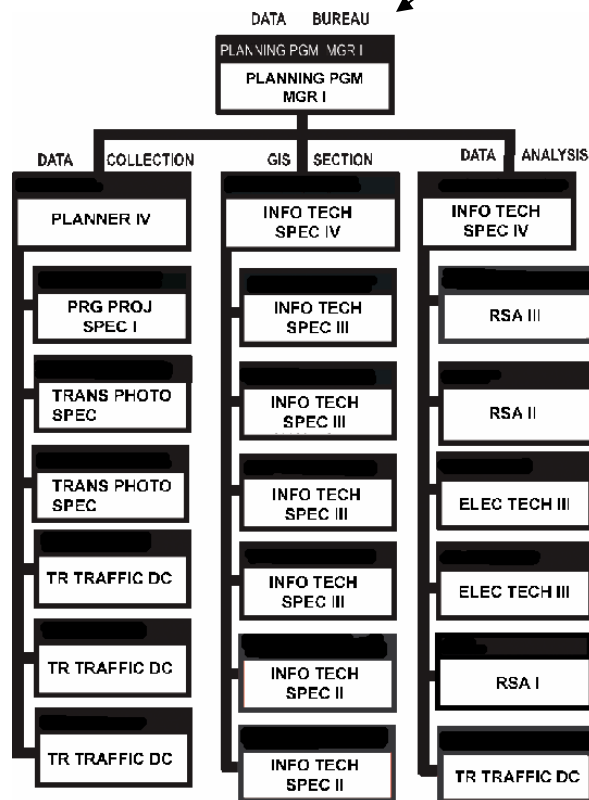 DATA BUREAU
PLANNING PGM MGR I
PLANNING PGM
MGR I
DATA COLLECTION
GIS SECTION
DATA ANALYSIS
PLANNER IV
PRG PROJ
SPEC I
TRANS PHOTO
SPEC
TRANS PHOTO
SPEC
TR TRAFFIC DC
TR TRAFFIC DC
TR TRAFFIC DC
INFO TECH
SPEC IV
INFO TECH
SPEC III
INFO TECH
SPEC III
INFO TECH
SPEC III
INFO TECH
SPEC III
INFO TECH
SPEC II
INFO TECH
SPEC II
INFO TECH
SPEC IV
RSA III
RSA II
ELEC TECH III
ELEC TECH III
RSA I
TR TRAFFIC DC